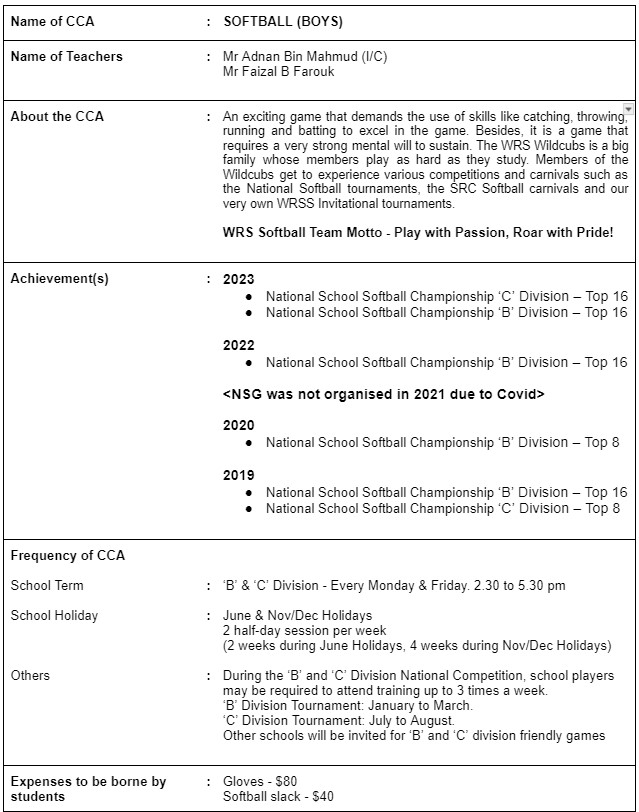 Name of CCA : SOFTBALL (BOYS)
Name of Teachers : Mr Adnan Bin Mahmud (I/C)
Mr Faizal B Farouk
About the CCA : An exciting game that demands the use of skills like catching, throwing,
running and batting to excel in the game. Besides, it is a game that
requires a very strong mental will to sustain. The WRS Wildcubs is a big
family whose members play as hard as they study. Members of the
Wildcubs get to experience various competitions and carnivals such as
the National Softball tournaments, the SRC Softball carnivals and our
very own WRSS Invitational tournaments.
WRS Softball Team Motto - Play with Passion, Roar with Pride!
Achievement(s) : 2023
● National School Softball Championship ‘C’ Division – Top 16
● National School Softball Championship ‘B’ Division – Top 16
2022
● National School Softball Championship ‘B’ Division – Top 16
<NSG was not organised in 2021 due to Covid>
2020
● National School Softball Championship ‘B’ Division – Top 8
2019
● National School Softball Championship ‘B’ Division – Top 16
● National School Softball Championship ‘C’ Division – Top 8
Frequency of CCA
School Term : ‘B’ & ‘C’ Division - Every Monday & Friday. 2.30 to 5.30 pm
School Holiday : June & Nov/Dec Holidays
2 half-day session per week
(2 weeks during June Holidays, 4 weeks during Nov/Dec Holidays)
Others : During the ‘B’ and ‘C’ Division National Competition, school players
may be required to attend training up to 3 times a week.
‘B’ Division Tournament: January to March.
‘C’ Division Tournament: July to August.
Other schools will be invited for ‘B’ and ‘C’ division friendly games
Expenses to be borne by : Gloves - $80
students Softball slack - $40